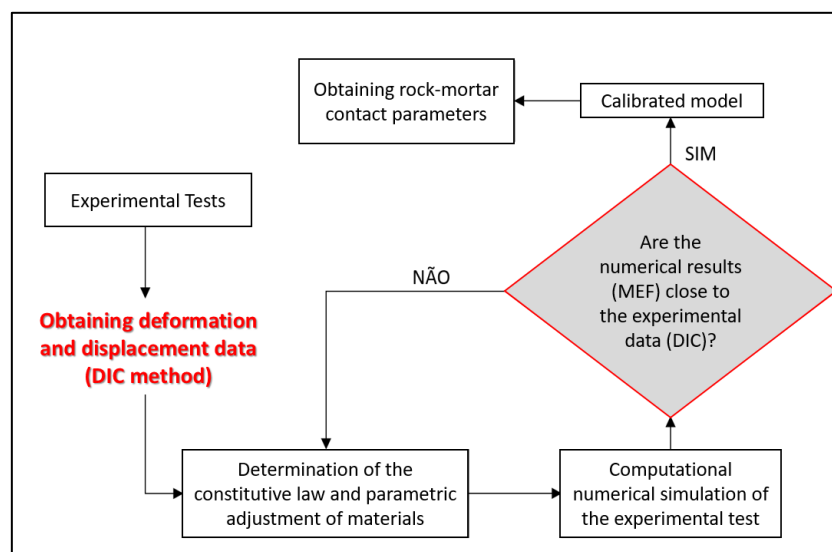 Experimental Tests
Obtaining deformation
and displacement data
(DIC method)
Determination of the
constitutive law and parametric
adjustment of materials
Computational
numerical simulation of
the experimental test
Are the
numerical results
(MEF) close to
the experimental
data (DIC)?
NÃO
SIM
Calibrated model
Obtaining rock-mortar
contact parameters